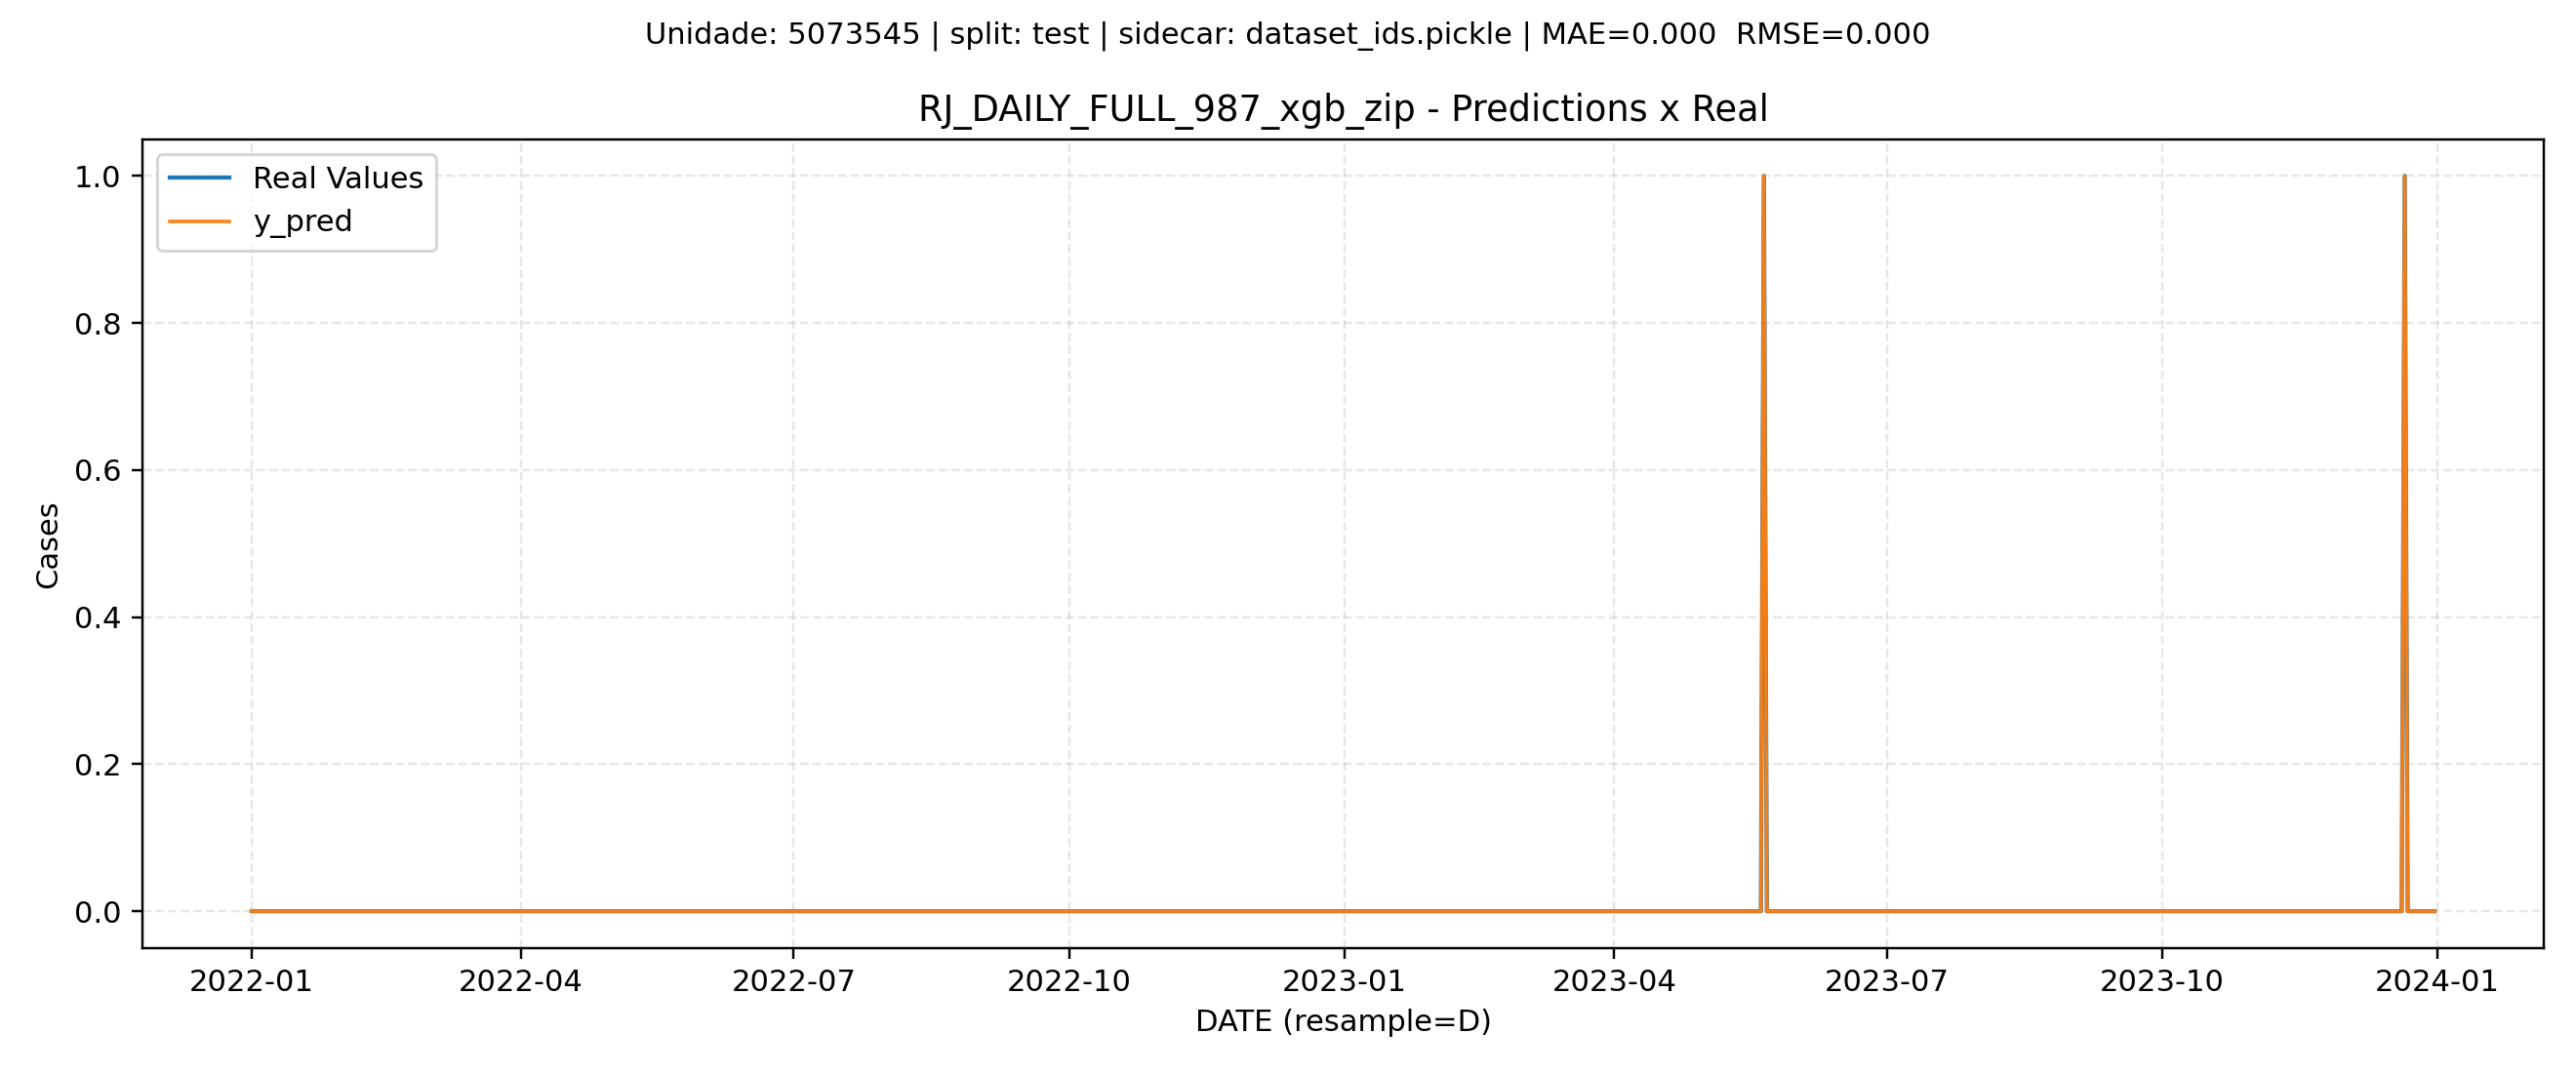 Unidade: 5073545 | split: test | sidecar: dataset_ids.pickle | MAE=0.000  RMSE=0.000
RJ_DAILY_FULL_987_xgb_zip - Predictions x Real
Real Values
y_pred
1.0
0.8
0.6
0.4
0.2
0.0
Cases
2022-01
2022-04
2022-07
2022-10
2023-01
2023-04
2023-07
2023-10
2024-01
DATE (resample=D)